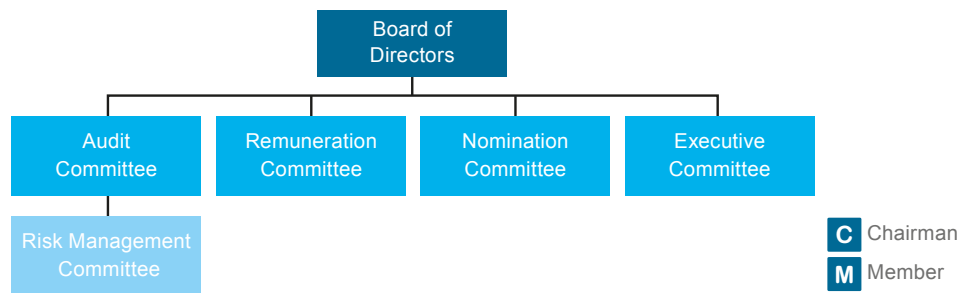 Board of
Directors
Audit
Committee
Remuneration
Committee
Nomination
Committee
Executive
Committee
Risk Management
Committee
C Chairman
M Member